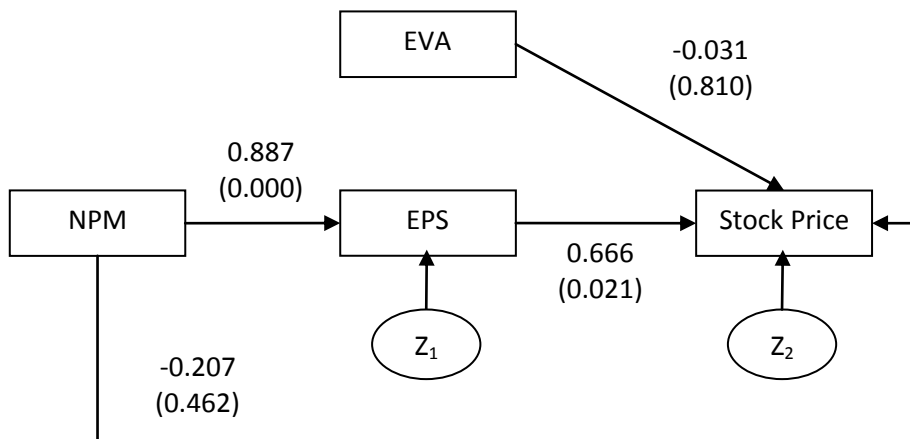 EVA
-0.031
(0.810)
0.887
(0.000)
NPM
EPS
Stock Price
0.666
(0.021)
Z₁
Z₂
-0.207
(0.462)